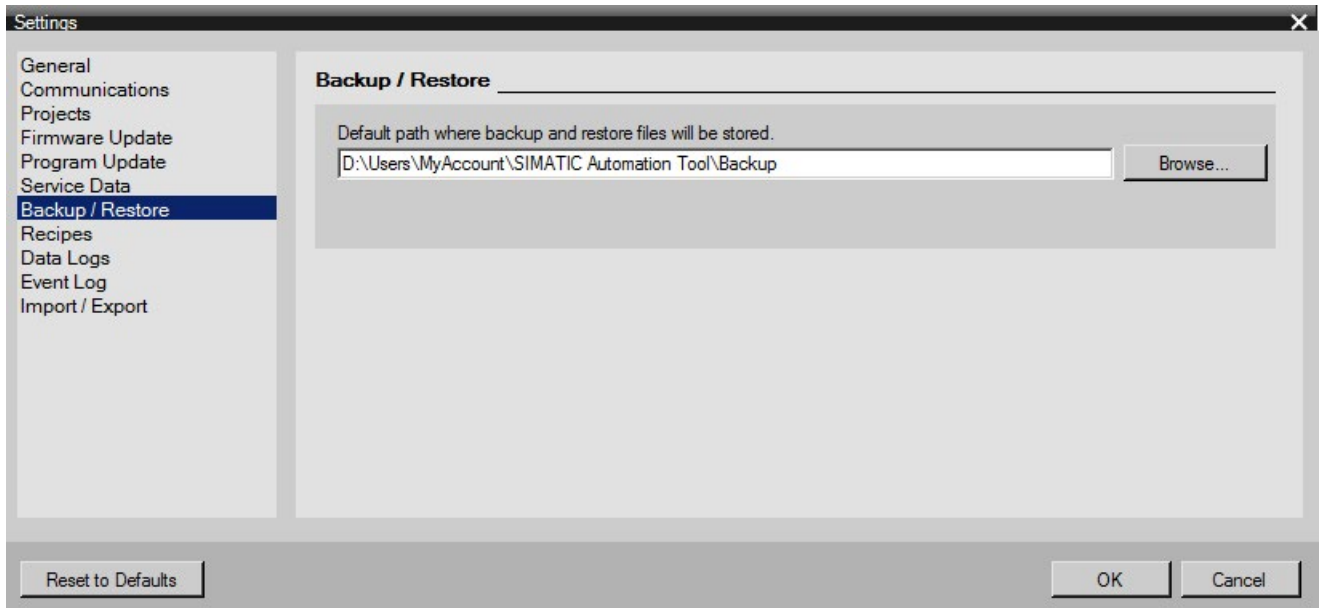 Settings
General
Communications
Projects
Firmware Update
Program Update
Service Data
Backup / Restore
Recipes
Data Logs
Event Log
Import / Export
Backup / Restore
Default path where backup and restore files will be stored.
D:\Users\MyAccount\SIMATIC Automation Tool\Backup
Browse...
Reset to Defaults
OK
Cancel